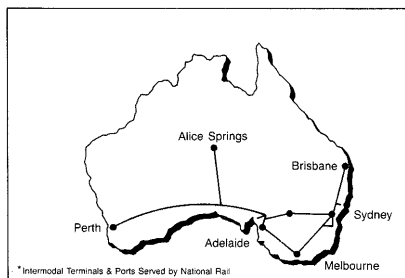 Alice Springs
Brisbane
Perth
Adelaide
Sydney
Melbourne
*Intermodal Terminals & Ports Served by National Rail